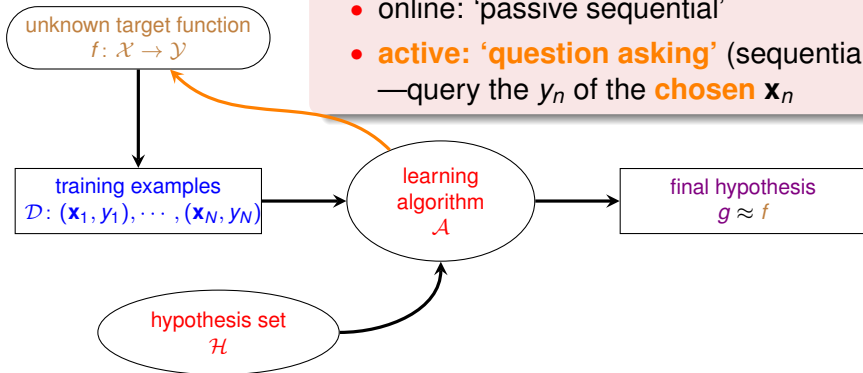 • online: ‘passive sequential’
• active: ‘question asking’ (sequentia
—query the yₙ of the chosen xₙ
unknown target function
f: 𝒳 → 𝒴
training examples
𝒟: (x₁, y₁), ⋯ , (x_N, y_N)
learning
algorithm
𝒜
final hypothesis
g ≈ f
hypothesis set
ℋ